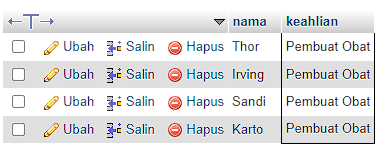 nama keahlian
Ubah Salin Hapus Thor Pembuat Obat
Ubah Salin Hapus Irving Pembuat Obat
Ubah Salin Hapus Sandi Pembuat Obat
Ubah Salin Hapus Karto Pembuat Obat